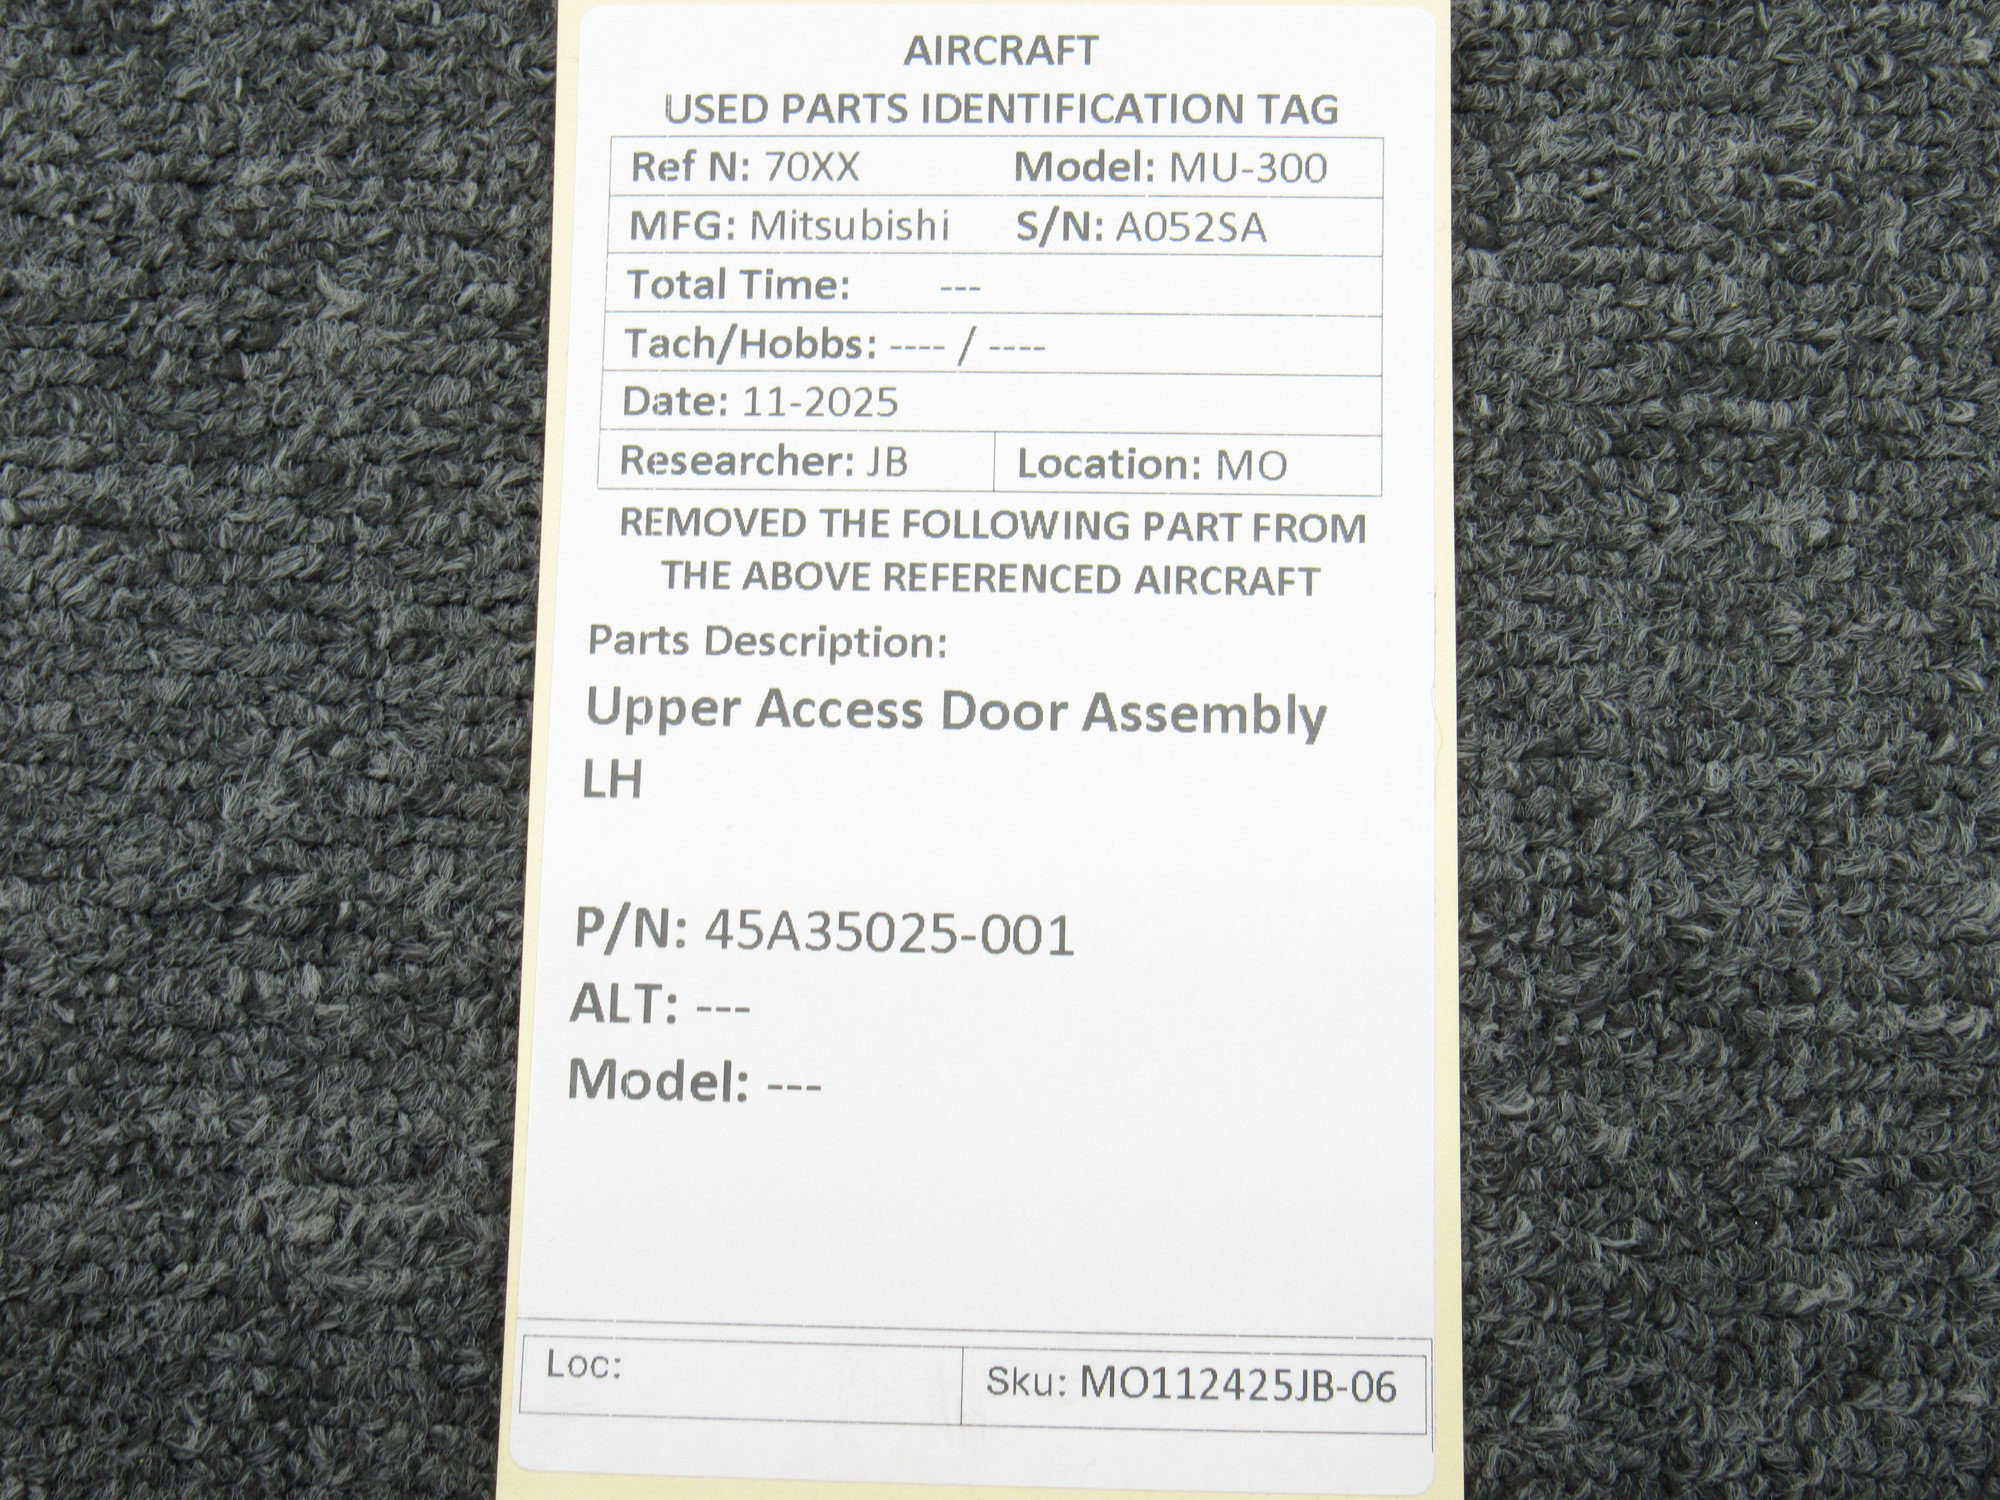 AIRCRAFT
USED PARTS IDENTIFICATION TAG
Ref N: 70XX Model: MU-300
MFG: Mitsubishi S/N: A052SA
Total Time: ---
Tach/Hobbs: ---- / ----
Date: 11-2025
Researcher: JB Location: MO
REMOVED THE FOLLOWING PART FROM
THE ABOVE REFERENCED AIRCRAFT
Parts Description:
Upper Access Door Assembly
LH
P/N: 45A35025-001
ALT: ---
Model: ---
Loc: Sku: MO112425JB-06